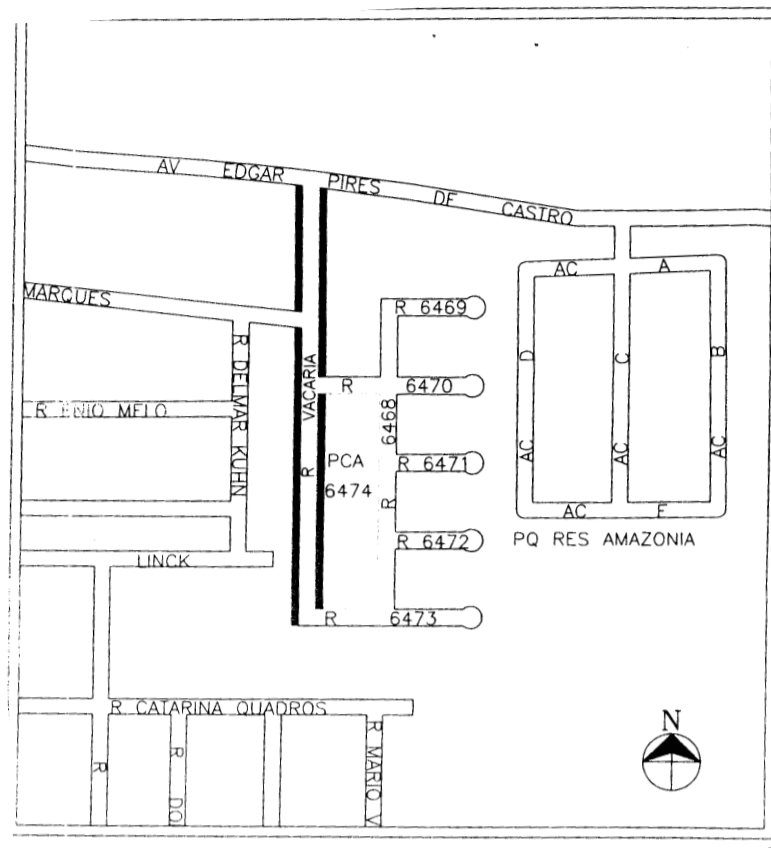 AV EDGAR PIRES DE CASTRO
MARQUES
R DELMAR KUHN
R ENIO MELO
R VACARIA
R 6469
R 6470
R 6468
R 6471
PCA
6474
R 6472
R 6473
LINCK
AC A
AC B
AC C
AC D
AC E
PQ RES AMAZONIA
R CATARINA QUADROS
R
R DO
R MARIO V
N